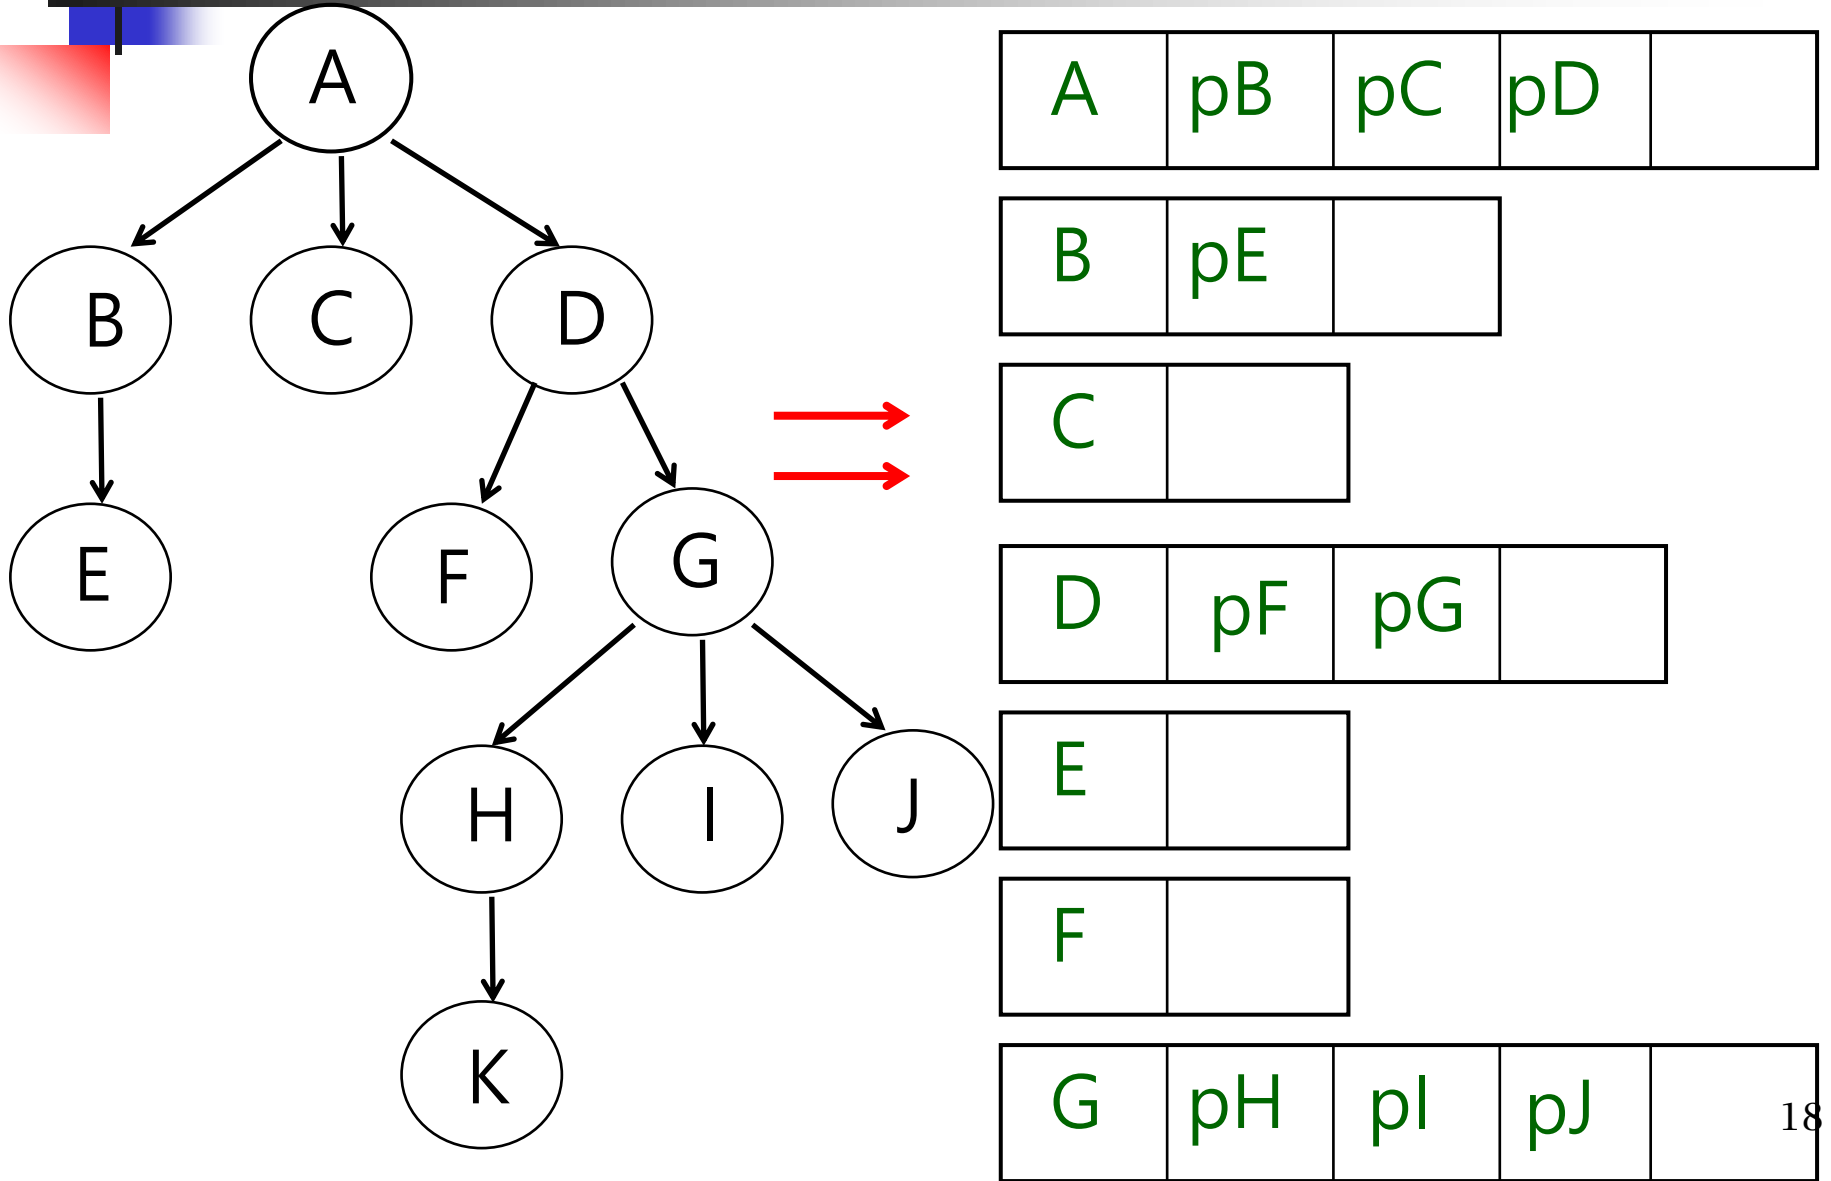 A
B C D
E F G
H I J
K
A pB pC pD
B pE
C
D pF pG
E
F
G pH pI pJ
18